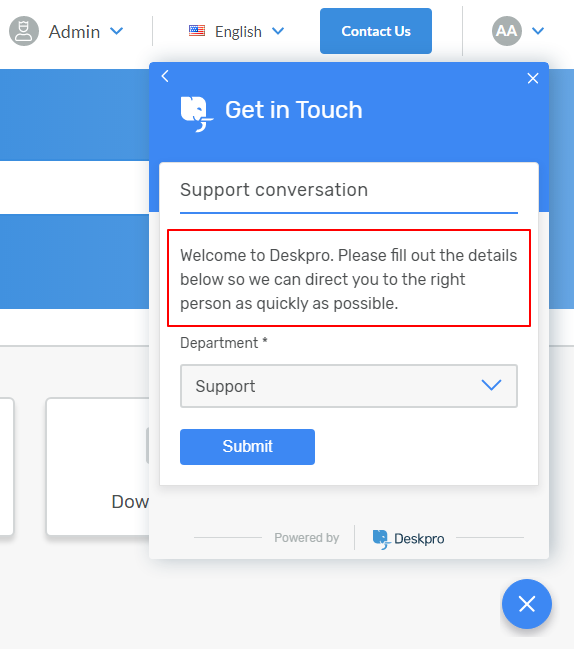 Admin
English
Contact Us
AA
Get in Touch
Support conversation
Welcome to Deskpro. Please fill out the details
below so we can direct you to the right
person as quickly as possible.
Department *
Support
Submit
Dow
Powered by
Deskpro